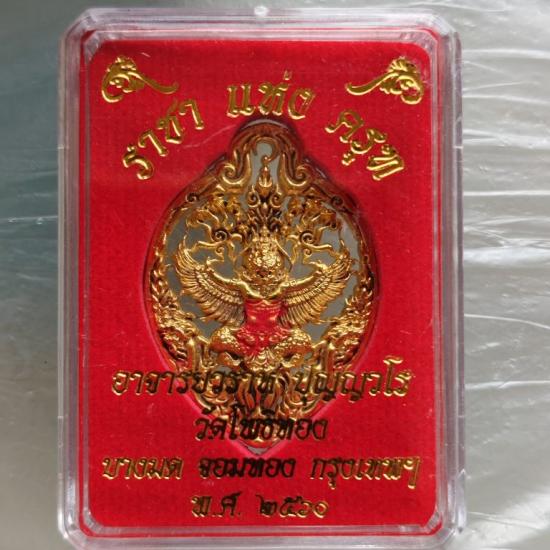 ราชา แห่ง ครุฑ
อาจารย์วราห์ ปุญญวโร
วัดโพธิทอง
บางมด จอมทอง กรุงเทพฯ
พ.ศ. ๒๕๖๐